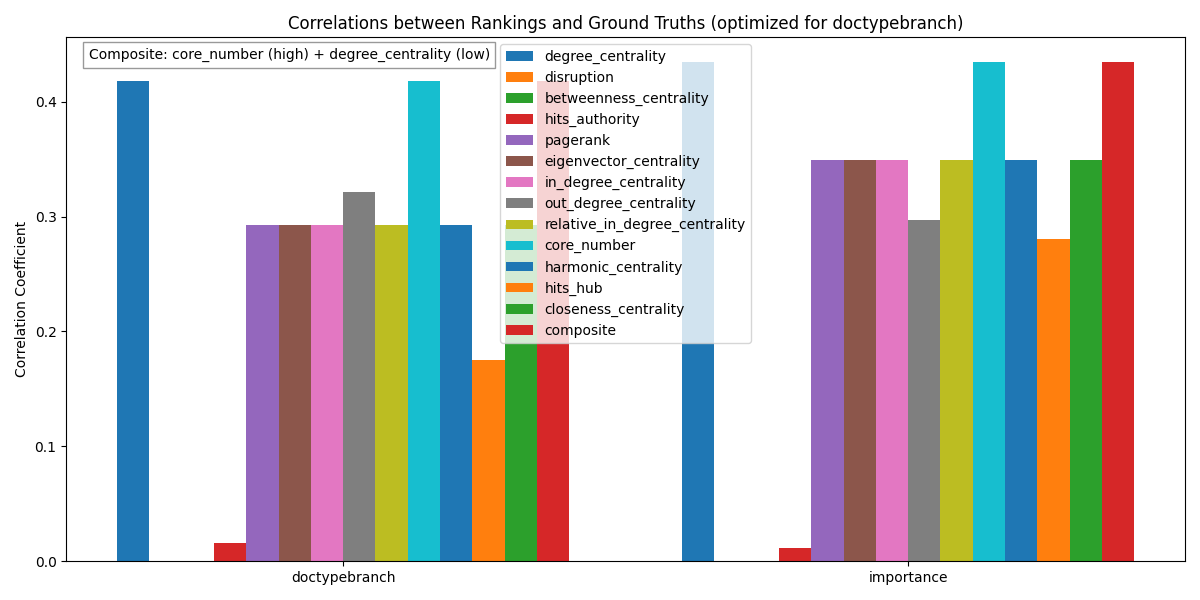 Correlations between Rankings and Ground Truths (optimized for doctypebranch)
Composite: core_number (high) + degree_centrality (low)
degree_centrality
disruption
betweenness_centrality
hits_authority
pagerank
eigenvector_centrality
in_degree_centrality
out_degree_centrality
relative_in_degree_centrality
core_number
harmonic_centrality
hits_hub
closeness_centrality
composite
Correlation Coefficient
0.4
0.3
0.2
0.1
0.0
doctypebranch
importance